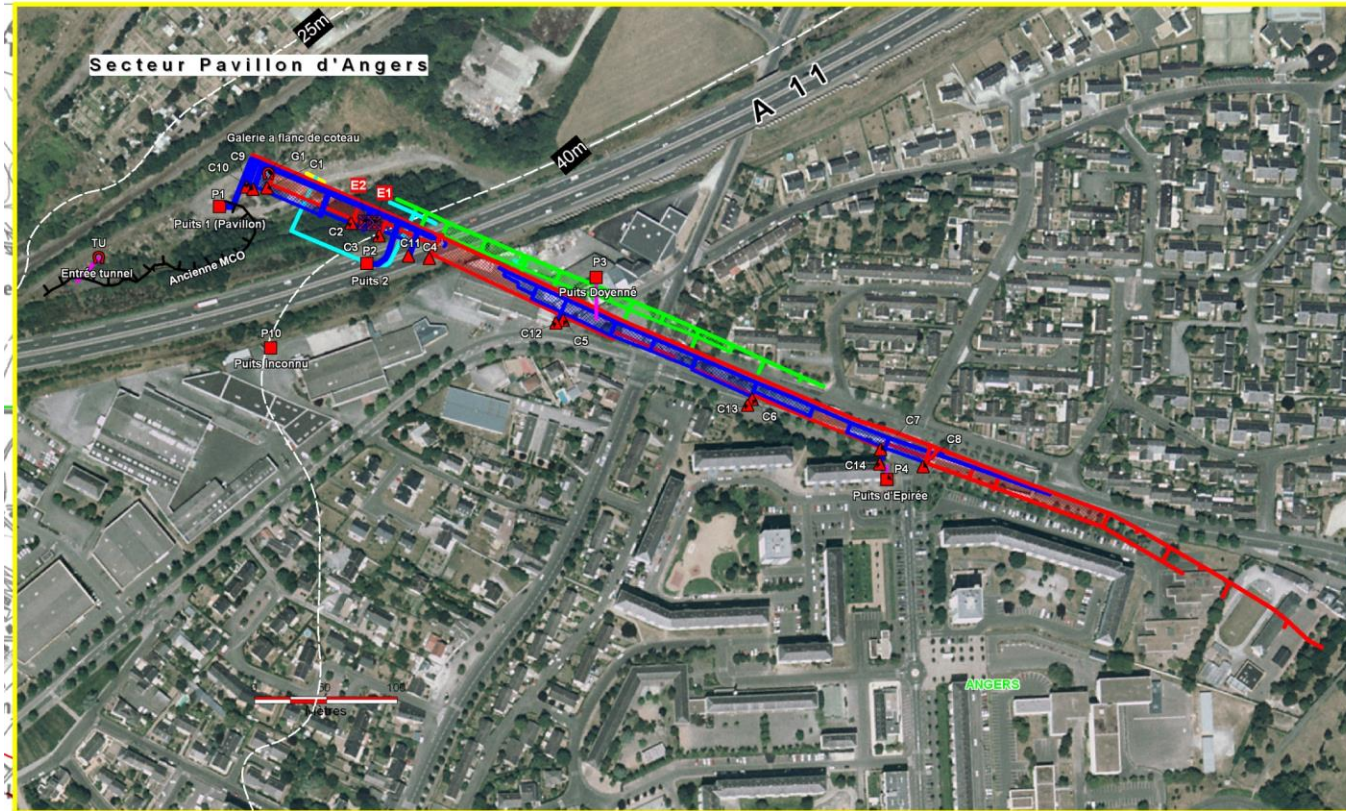 25m
Secteur Pavillon d'Angers
A 11
Galerie a flanc de coteau
40m
C9
G1
C1
C10
E2
E1
P1
Puits 1 (Pavillon)
C2
TU
C3
P2
C11
C4
Entrée tunnel
Ancienne MCO
Puits 2
P3
Puits Doyenné
C12
C5
P10
Puits Inconnu
C13
C6
C7
C8
C14
P4
Puits d'Epirée
ANGERS
50
100
Mètres